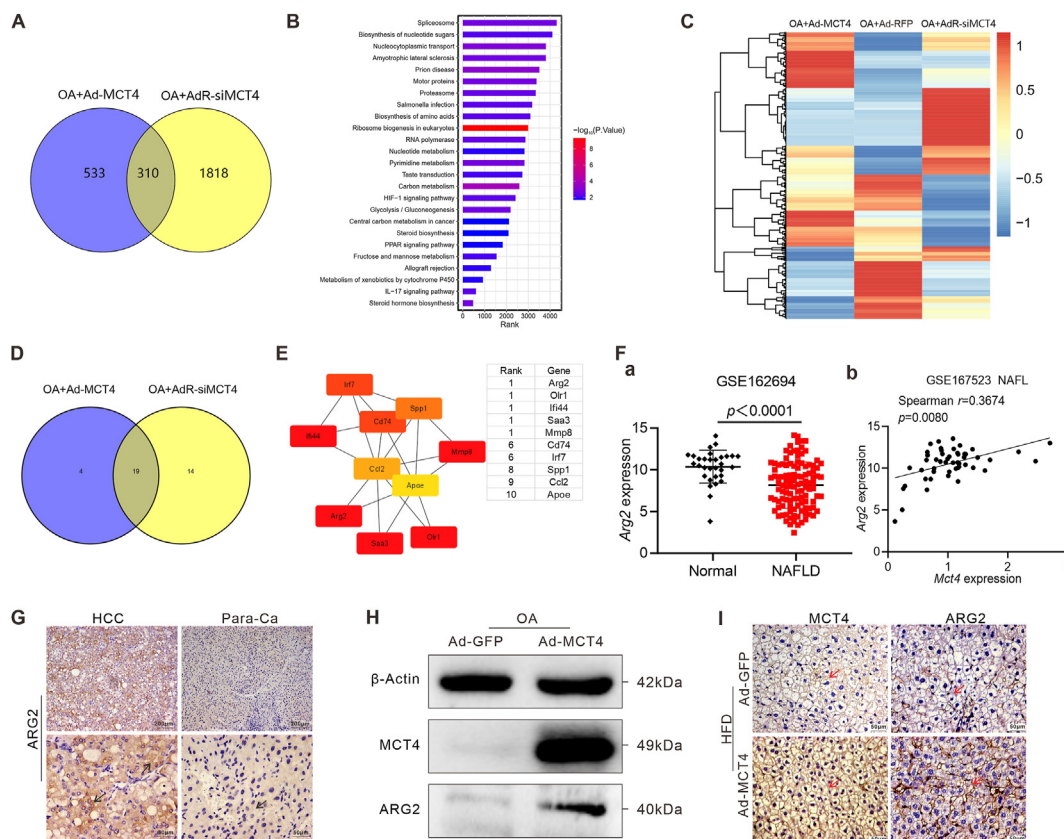 A
OA+Ad-MCT4
OA+AdR-siMCT4
533
310
1818
B
Spliceosome
Biosynthesis of nucleotide sugars
Nucleocytoplasmic transport
Amyotrophic lateral sclerosis
Prion disease
Motor proteins
Proteasome
Salmonella infection
Biosynthesis of amino acids
Ribosome biogenesis in eukaryotes
RNA polymerase
Nucleotide metabolism
Pyrimidine metabolism
Taste transduction
Carbon metabolism
HIF-1 signaling pathway
Glycolysis / Gluconeogenesis
Central carbon metabolism in cancer
Steroid biosynthesis
PPAR signaling pathway
Fructose and mannose metabolism
Allograft rejection
Metabolism of xenobiotics by cytochrome P450
IL-17 signaling pathway
Steroid hormone biosynthesis
0 1000 2000 3000 4000
Rank
−log₁₀(P.Value)
8
6
4
2
C
OA+Ad-MCT4 OA+Ad-RFP OA+AdR-siMCT4
1
0.5
0
−0.5
−1
D
OA+Ad-MCT4
OA+AdR-siMCT4
4
19
14
E
Irf7
Spp1
Cd74
Ifi44
Mmp8
Ccl2
Apoe
Arg2
Saa3
Olr1
Rank Gene
1 Arg2
1 Olr1
1 Ifi44
1 Saa3
1 Mmp8
6 Cd74
6 Irf7
8 Spp1
9 Ccl2
10 Apoe
F
a
GSE162694
p<0.0001
Arg2 expression
15
10
5
0
Normal
NAFLD
b
GSE167523 NAFL
Spearman r=0.3674
p=0.0080
Arg2 expression
15
10
5
0
0 1 2
Mct4 expression
G
HCC
Para-Ca
ARG2
200μm
200μm
50μm
50μm
H
OA
Ad-GFP
Ad-MCT4
β-Actin
42kDa
MCT4
49kDa
ARG2
40kDa
I
MCT4
ARG2
HFD
Ad-GFP
Ad-MCT4
50μm
50μm
50μm
50μm